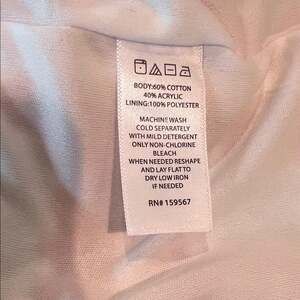 BODY:60% COTTON
40% ACRYLIC
LINING:100% POLYESTER
MACHINE WASH
COLD SEPARATELY
WITH MILD DETERGENT
ONLY NON-CHLORINE
BLEACH
WHEN NEEDED RESHAPE
AND LAY FLAT TO
DRY LOW IRON
IF NEEDED
RN# 159567